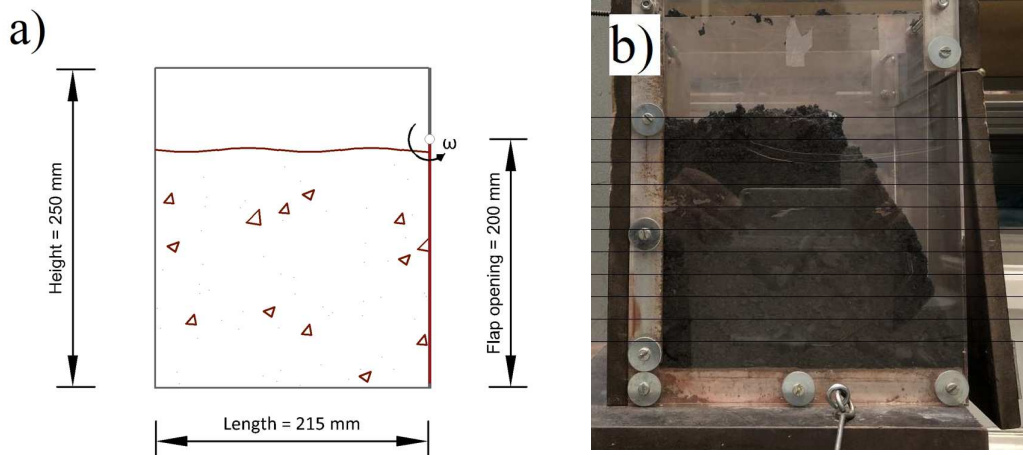 a)
Height = 250 mm
ω
Flap opening = 200 mm
Length = 215 mm
b)